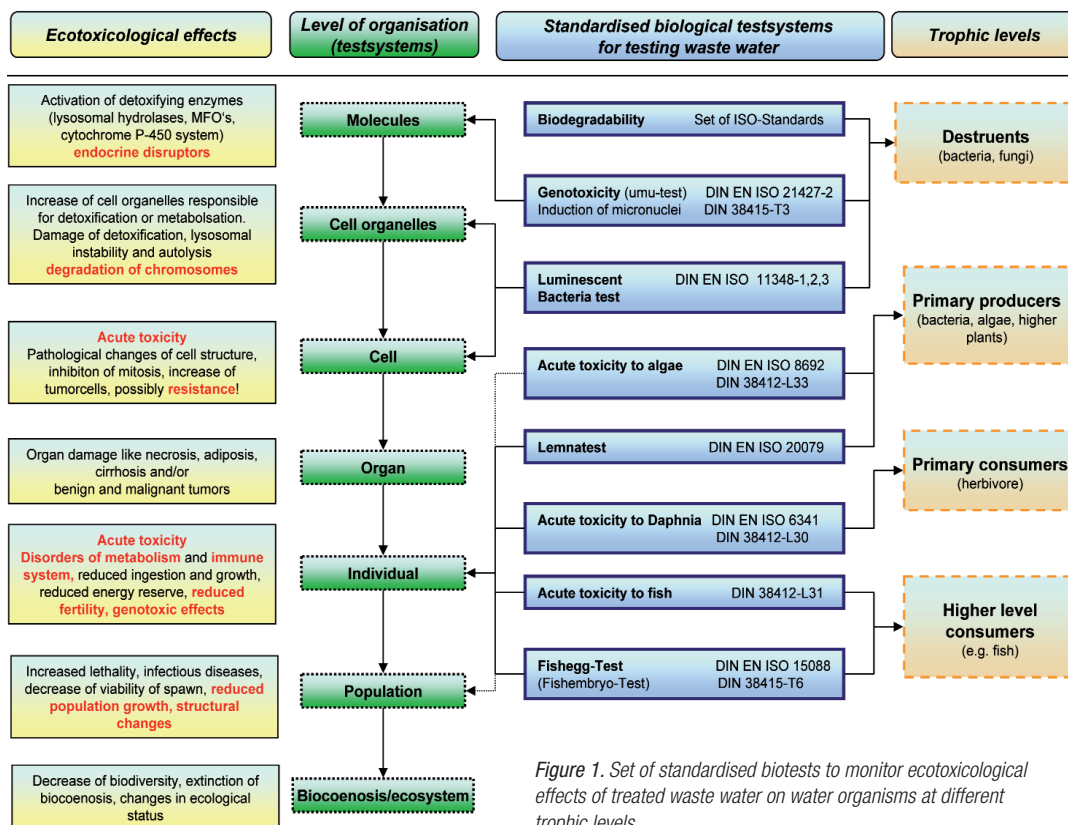 Ecotoxicological effects
Level of organisation
(testsystems)
Standardised biological testsystems
for testing waste water
Trophic levels
Activation of detoxifying enzymes
(lysosomal hydrolases, MFO's,
cytochrome P-450 system)
endocrine disruptors
Increase of cell organelles responsible
for detoxification or metabolsation.
Damage of detoxification, lysosomal
instability and autolysis
degradation of chromosomes
Acute toxicity
Pathological changes of cell structure,
inhibiton of mitosis, increase of
tumorcells, possibly resistance!
Organ damage like necrosis, adiposis,
cirrhosis and/or
benign and malignant tumors
Acute toxicity
Disorders of metabolism and immune
system, reduced ingestion and growth,
reduced energy reserve, reduced
fertility, genotoxic effects
Increased lethality, infectious diseases,
decrease of viability of spawn, reduced
population growth, structural
changes
Decrease of biodiversity, extinction of
biocoenosis, changes in ecological
status
Molecules
Cell organelles
Cell
Organ
Individual
Population
Biocoenosis/ecosystem
Biodegradability Set of ISO-Standards
Genotoxicity (umu-test) DIN EN ISO 21427-2
Induction of micronuclei DIN 38415-T3
Luminescent DIN EN ISO 11348-1,2,3
Bacteria test
Acute toxicity to algae DIN EN ISO 8692
DIN 38412-L33
Lemnatest DIN EN ISO 20079
Acute toxicity to Daphnia DIN EN ISO 6341
DIN 38412-L30
Acute toxicity to fish DIN 38412-L31
Fishegg-Test DIN EN ISO 15088
(Fishembryo-Test) DIN 38415-T6
Destruents
(bacteria, fungi)
Primary producers
(bacteria, algae, higher
plants)
Primary consumers
(herbivore)
Higher level
consumers
(e.g. fish)
Figure 1. Set of standardised biotests to monitor ecotoxicological
effects of treated waste water on water organisms at different
trophic levels